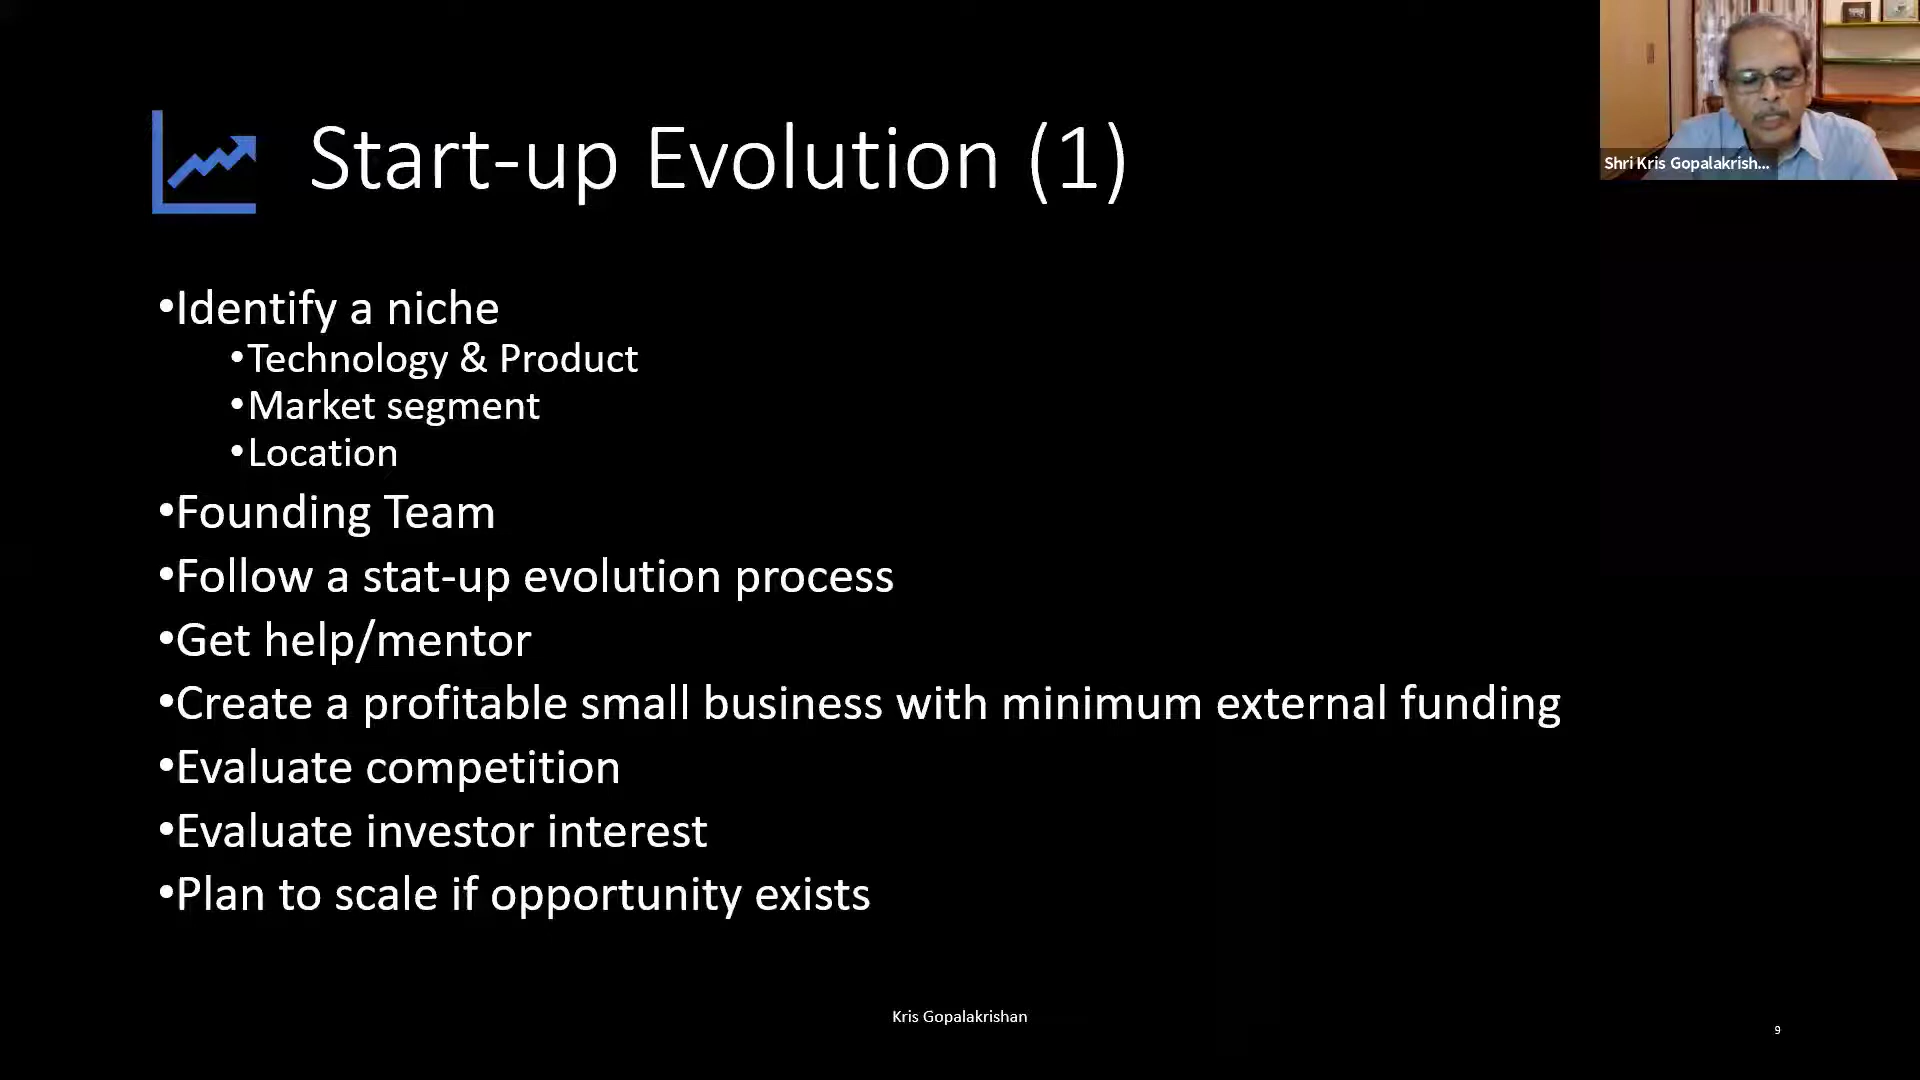 Shri Kris Gopalakrish...
Start-up Evolution (1)
•Identify a niche
•Technology & Product
•Market segment
•Location
•Founding Team
•Follow a stat-up evolution process
•Get help/mentor
•Create a profitable small business with minimum external funding
•Evaluate competition
•Evaluate investor interest
•Plan to scale if opportunity exists
Kris Gopalakrishan
9